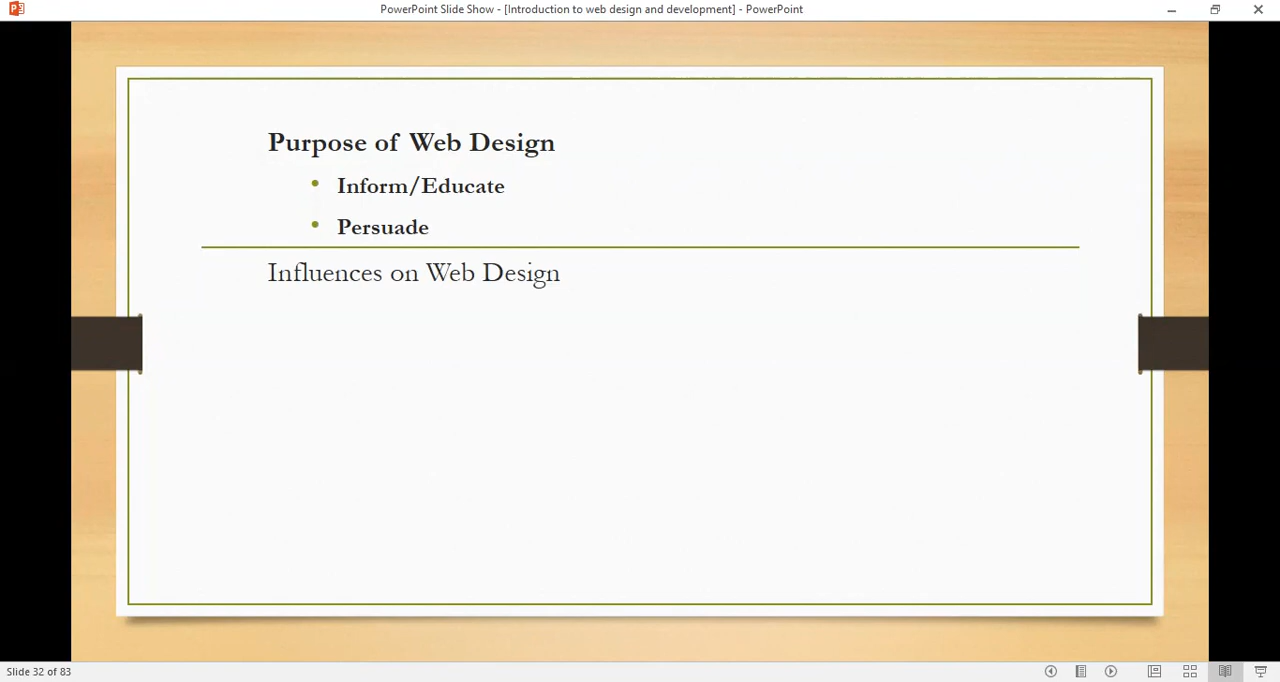 PowerPoint Slide Show - [Introduction to web design and development] - PowerPoint
Purpose of Web Design
• Inform/Educate
• Persuade
Influences on Web Design
Slide 32 of 83